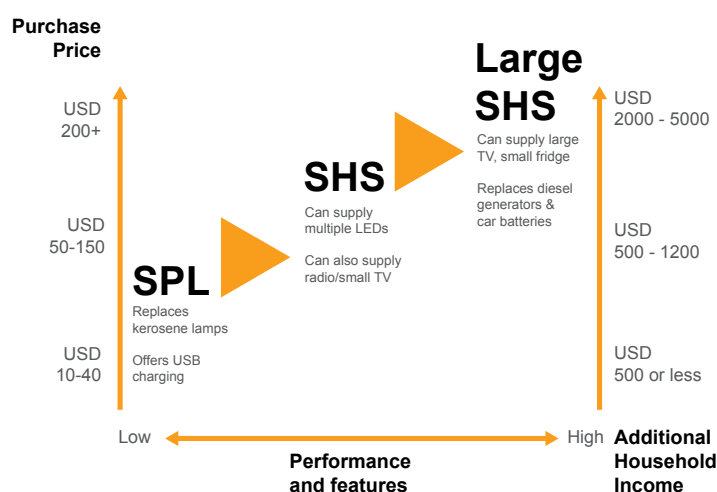 Purchase
Price
USD
200+
USD
50-150
USD
10-40
SPL
Replaces
kerosene lamps
Offers USB
charging
SHS
Can supply
multiple LEDs
Can also supply
radio/small TV
Large
SHS
Can supply large
TV, small fridge
Replaces diesel
generators &
car batteries
USD
2000 - 5000
USD
500 - 1200
USD
500 or less
Low
High
Performance
and features
Additional
Household
Income